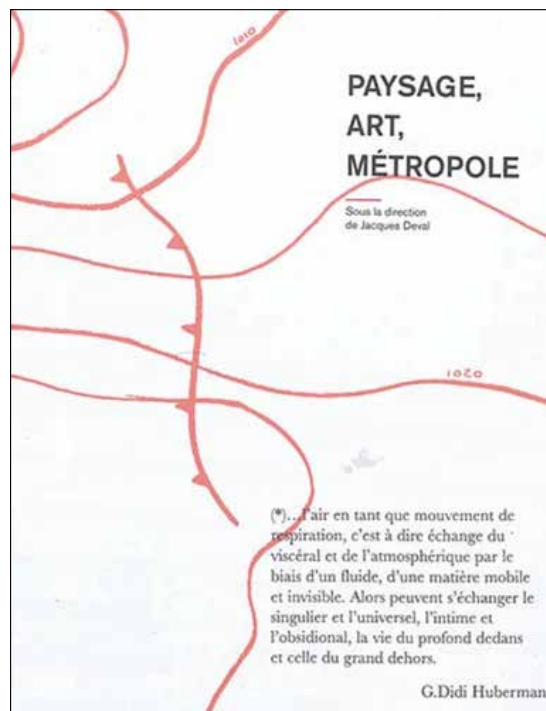 1010
PAYSAGE,
ART,
MÉTROPOLE
Sous la direction
de Jacques Deval
1020
(*)...l'air en tant que mouvement de
respiration, c'est à dire échange du
viscéral et de l'atmosphérique par le
biais d'un fluide, d'une matière mobile
et invisible. Alors peuvent s'échanger le
singulier et l'universel, l'intime et
l'obsidional, la vie du profond dedans
et celle du grand dehors.
G.Didi Huberman